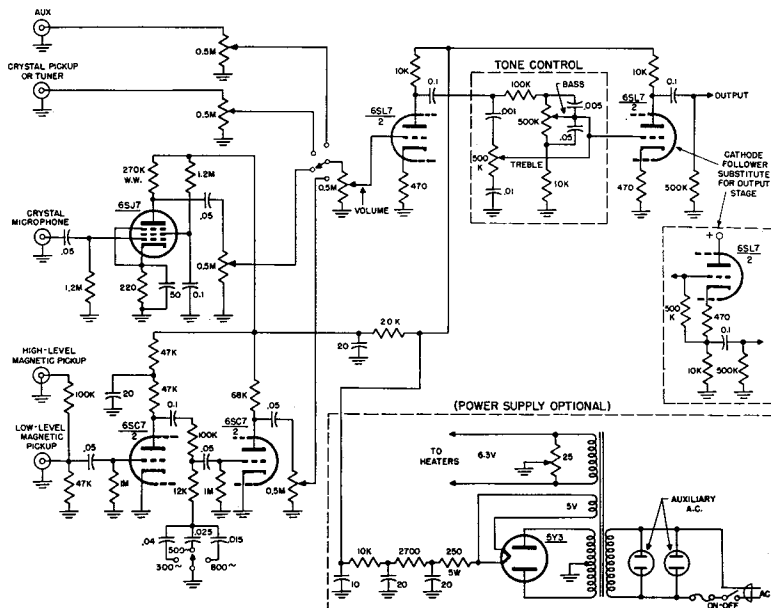 AUX
CRYSTAL PICKUP
OR TUNER
0.5M
0.5M
270K
W.W.
1.2M
6SJ7
.05
CRYSTAL
MICROPHONE
.05
1.2M
220
50
0.1
0.5M
0.5M
VOLUME
10K
0.1
6SL7
2
470
TONE CONTROL
100K
BASS
.001
500K
.005
.05
500
K
TREBLE
.01
10K
10K
0.1
OUTPUT
6SL7
2
470
500K
CATHODE
FOLLOWER
SUBSTITUTE
FOR OUTPUT
STAGE
+
6SL7
2
500
K
470
0.1
10K
500K
20K
20
47K
HIGH-LEVEL
MAGNETIC
PICKUP
20
47K
100K
0.1
6SC7
2
LOW-LEVEL
MAGNETIC
PICKUP
.05
47K
1M
100K
.05
12K
1M
68K
.05
6SC7
2
0.5M
.04
.025
.015
500~
300~
800~
(POWER SUPPLY OPTIONAL)
TO
HEATERS
6.3V
25
5V
5Y3
AUXILIARY
A.C.
10K
2700
250
5W
10
20
20
ON-OFF
AC